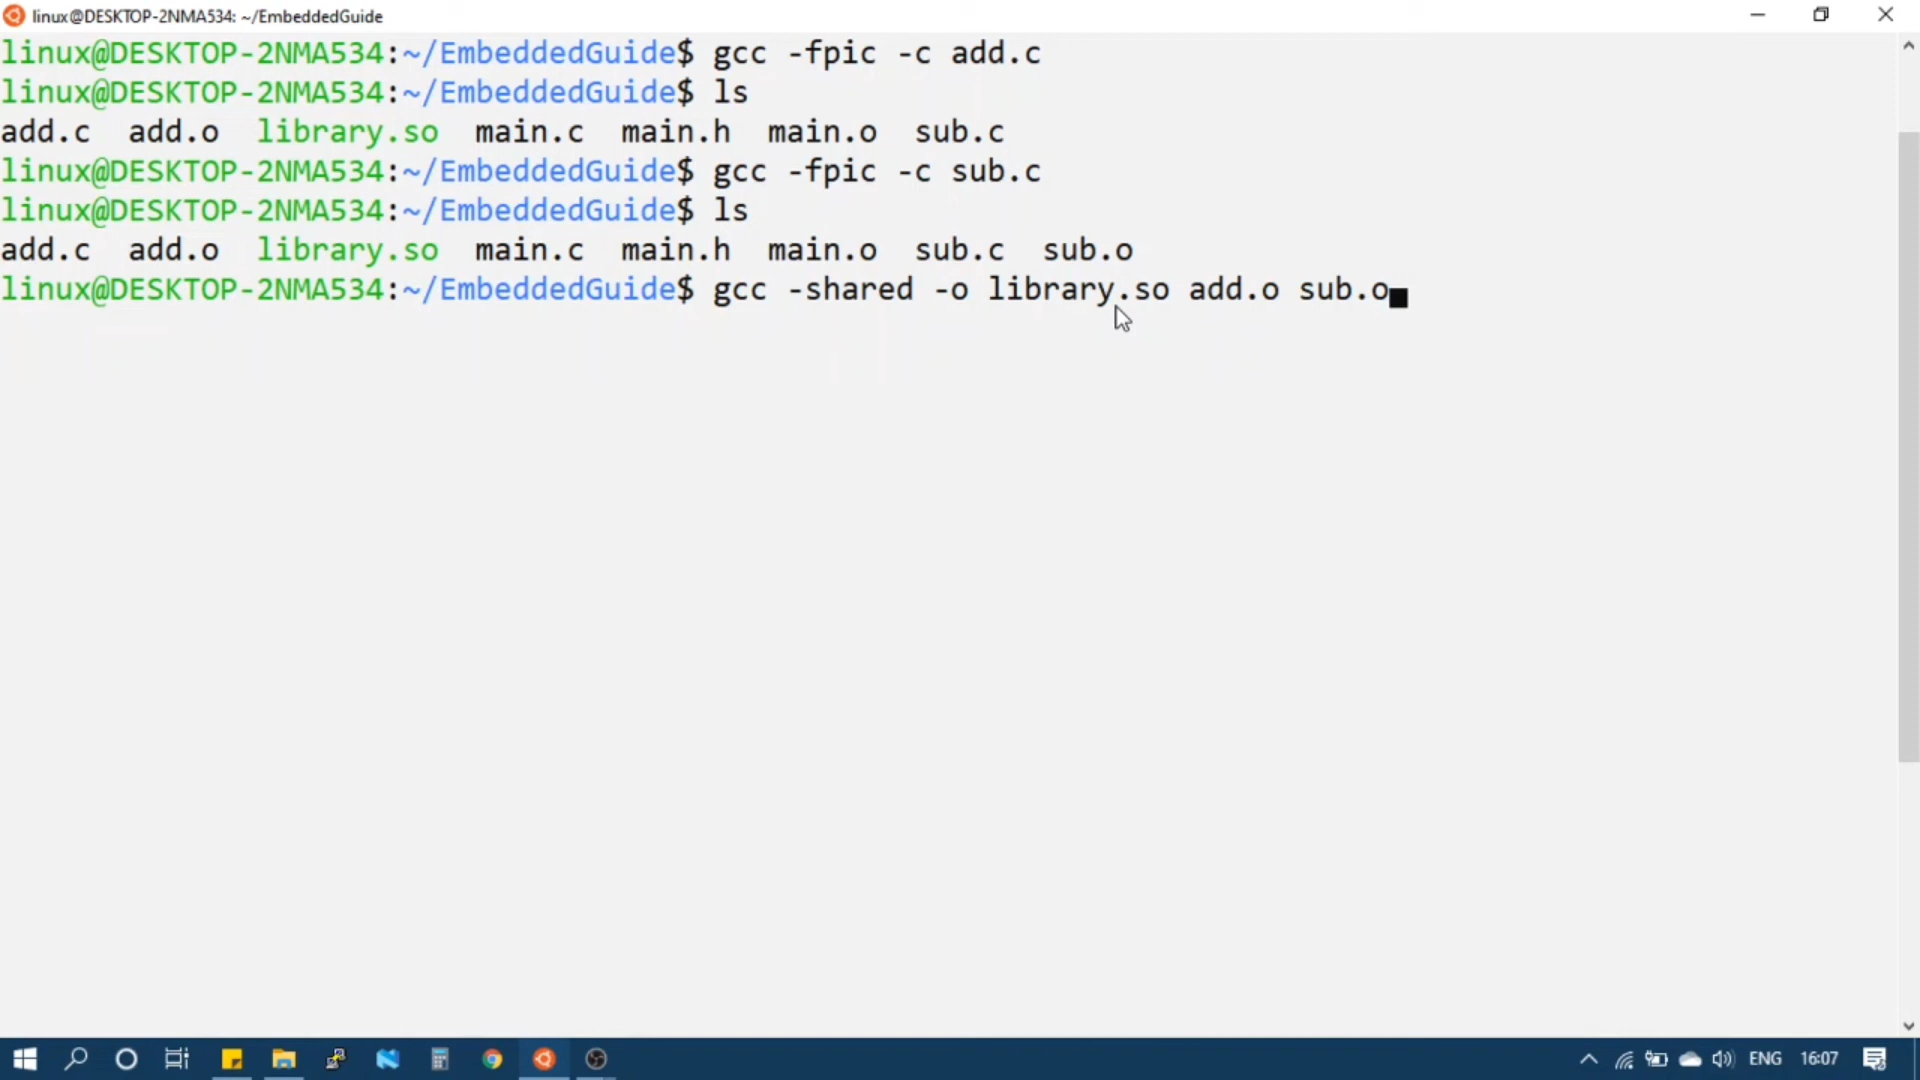 linux@DESKTOP-2NMA534: ~/EmbeddedGuide
linux@DESKTOP-2NMA534:~/EmbeddedGuide$ gcc -fpic -c add.c
linux@DESKTOP-2NMA534:~/EmbeddedGuide$ ls
add.c  add.o  library.so  main.c  main.h  main.o  sub.c
linux@DESKTOP-2NMA534:~/EmbeddedGuide$ gcc -fpic -c sub.c
linux@DESKTOP-2NMA534:~/EmbeddedGuide$ ls
add.c  add.o  library.so  main.c  main.h  main.o  sub.c  sub.o
linux@DESKTOP-2NMA534:~/EmbeddedGuide$ gcc -shared -o library.so add.o sub.o
ENG 16:07